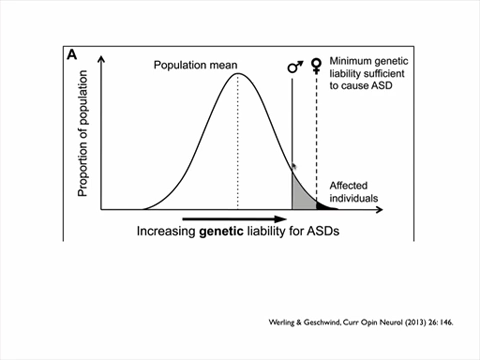 A
Population mean
♂ ♀
Minimum genetic
liability sufficient
to cause ASD
Proportion of population
Affected
individuals
Increasing genetic liability for ASDs
Werling & Geschwind, Curr Opin Neurol (2013) 26: 146.